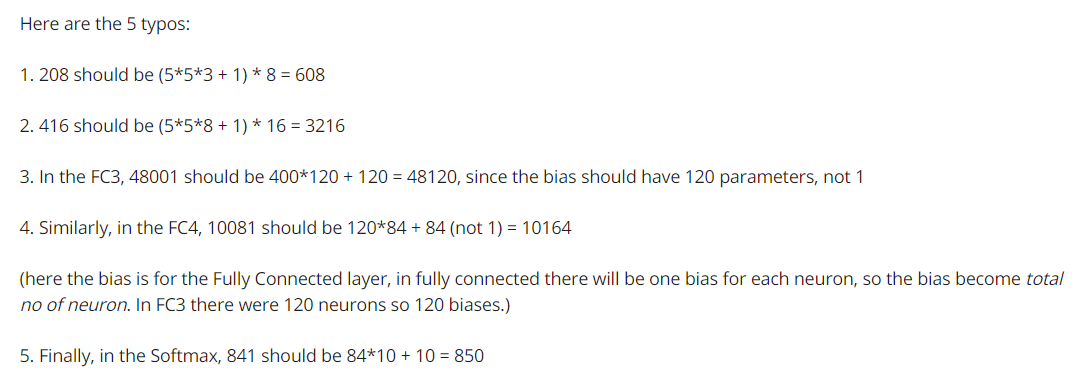 Here are the 5 typos:
1. 208 should be (5*5*3 + 1) * 8 = 608
2. 416 should be (5*5*8 + 1) * 16 = 3216
3. In the FC3, 48001 should be 400*120 + 120 = 48120, since the bias should have 120 parameters, not 1
4. Similarly, in the FC4, 10081 should be 120*84 + 84 (not 1) = 10164
(here the bias is for the Fully Connected layer, in fully connected there will be one bias for each neuron, so the bias become total
no of neuron. In FC3 there were 120 neurons so 120 biases.)
5. Finally, in the Softmax, 841 should be 84*10 + 10 = 850